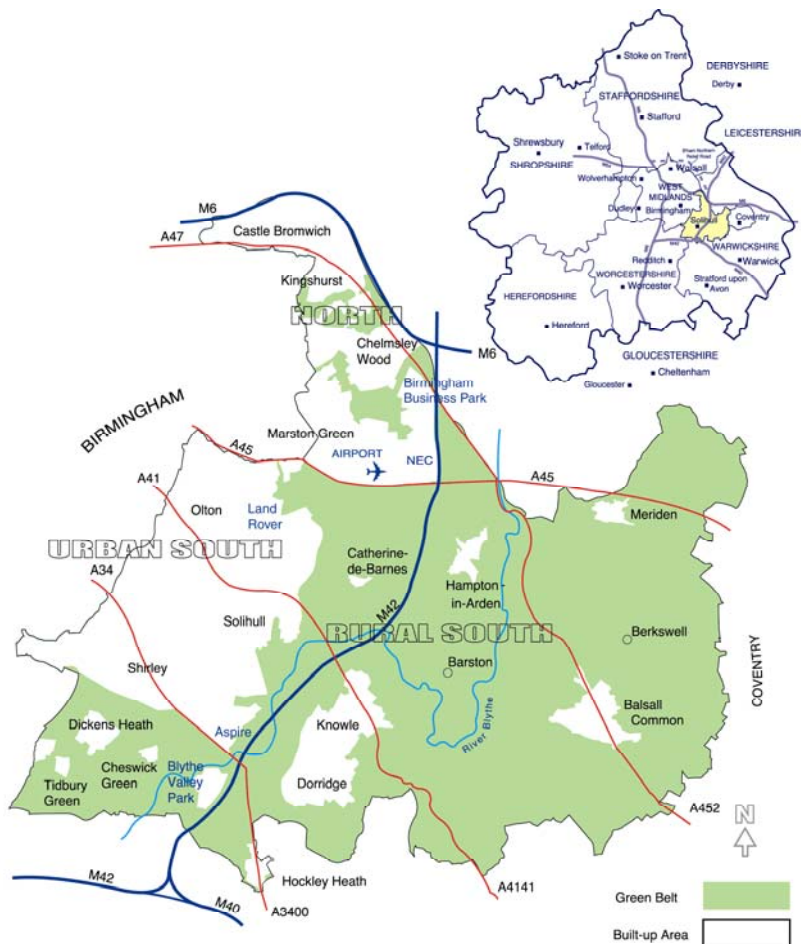 Stoke on Trent
DERBYSHIRE
Derby
STAFFORDSHIRE
Stafford
LEICESTERSHIRE
Shrewsbury
Telford
SHROPSHIRE
Walsall
Wolverhampton
WEST
MIDLANDS
Dudley
Birmingham
Solihull
Coventry
WARWICKSHIRE
Redditch
Warwick
WORCESTERSHIRE
Worcester
Stratford upon
Avon
HEREFORDSHIRE
Hereford
GLOUCESTERSHIRE
Cheltenham
Gloucester
M6
Castle Bromwich
A47
Kingshurst
NORTH
Chelmsley
Wood
M6
Birmingham
Business Park
BIRMINGHAM
Marston Green
A45
AIRPORT
NEC
A41
A45
Olton
Land
Rover
Meriden
URBAN SOUTH
Catherine-
de-Barnes
Hampton-
in-Arden
A34
M42
Solihull
RURAL SOUTH
Berkswell
Shirley
Barston
COVENTRY
Balsall
Common
Dickens Heath
Aspire
Knowle
River Blythe
Cheswick
Green
Blythe
Valley
Park
Tidbury
Green
Dorridge
A452
N
M42
Hockley Heath
M40
A3400
A4141
Green Belt
Built-up Area